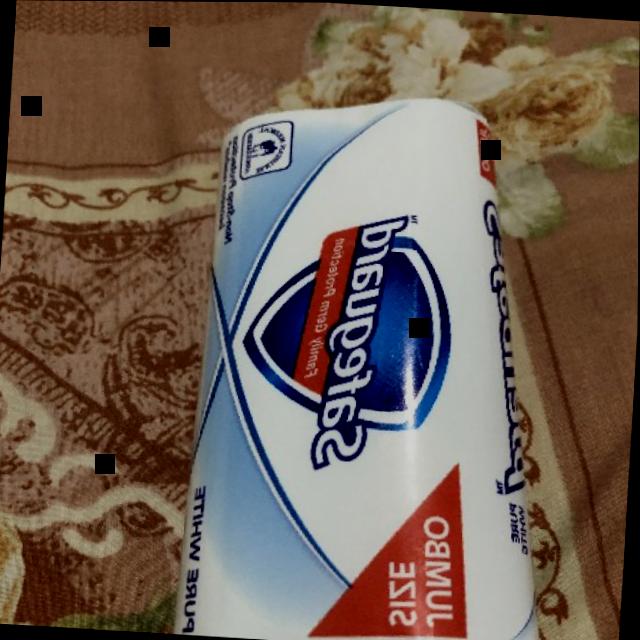 Safeguard
Family Germ Protection
JUMBO
SIZE
PURE WHITE
Safeguard
PURE
WHITE